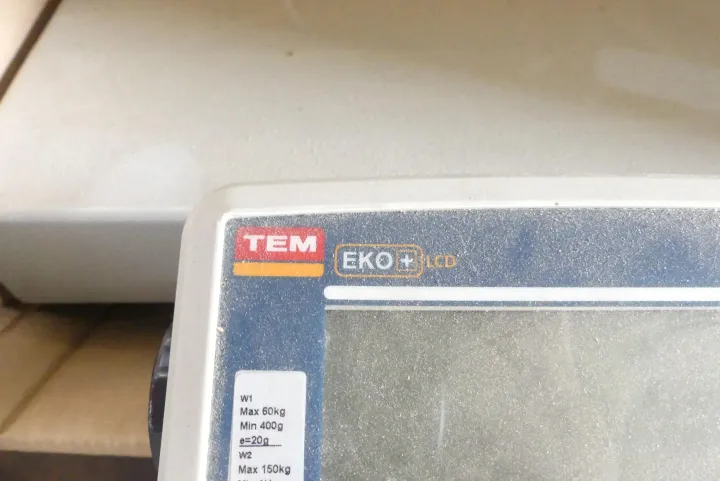 TEM
EKO + LCD
W1
Max 60kg
Min 400g
e=20g
W2
Max 150kg